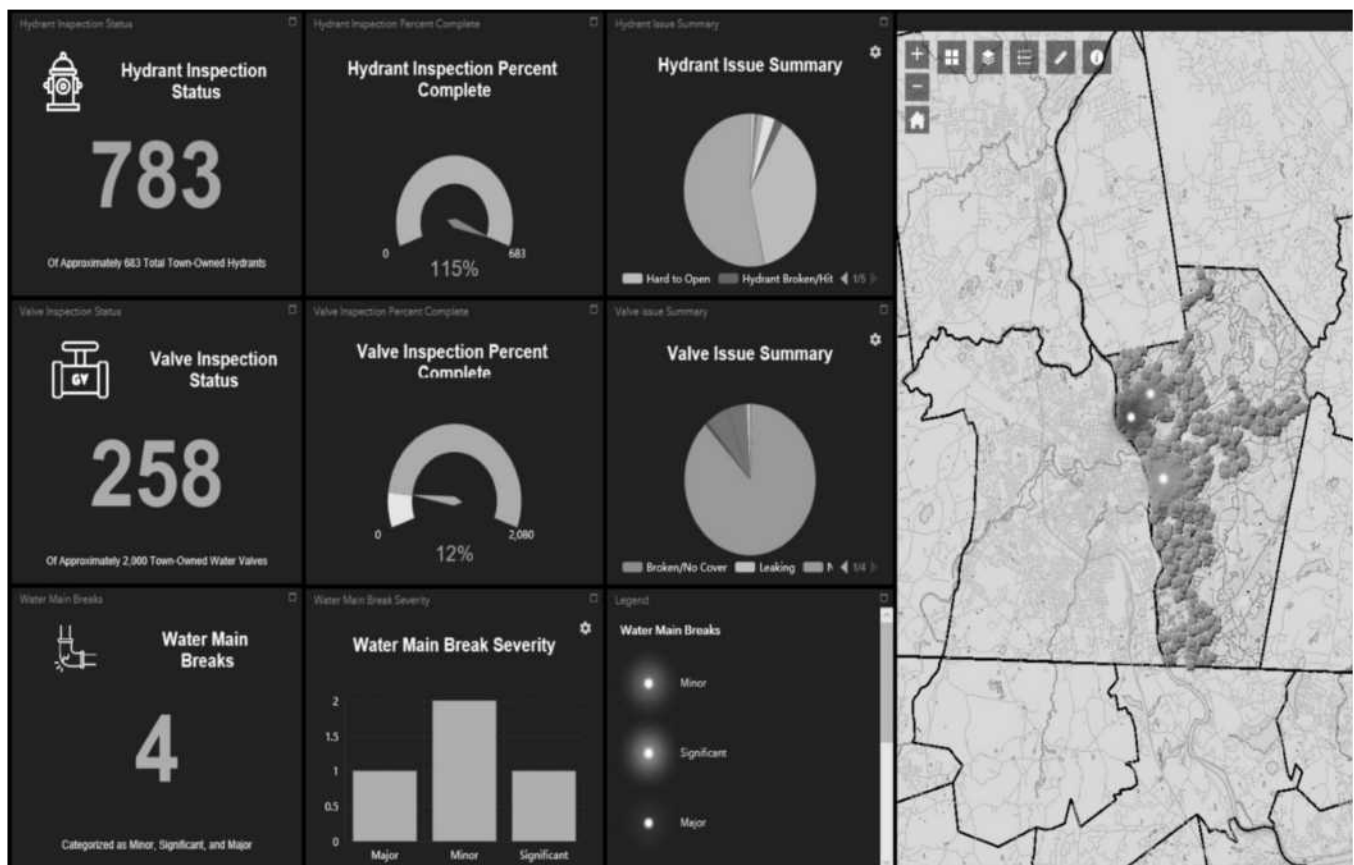 Hydrant Inspection Status
Hydrant Inspection
Status
783
Of Approximately 683 Total Town-Owned Hydrants
Hydrant Inspection Percent Complete
Hydrant Inspection Percent
Complete
0
683
115%
Hydrant Issue Summary
Hydrant Issue Summary
Hard to Open
Hydrant Broken/Hit
1/5
Valve Inspection Status
GV
Valve Inspection
Status
258
Of Approximately 2,000 Town-Owned Water Valves
Valve Inspection Percent Complete
Valve Inspection Percent
Complete
0
2,080
12%
Valve Issue Summary
Valve Issue Summary
Broken/No Cover
Leaking
N
1/4
Water Main Breaks
Water Main
Breaks
4
Categorized as Minor, Significant, and Major
Water Main Break Severity
Water Main Break Severity
2
1.5
1
0.5
0
Major
Minor
Significant
Legend
Water Main Breaks
Minor
Significant
Major